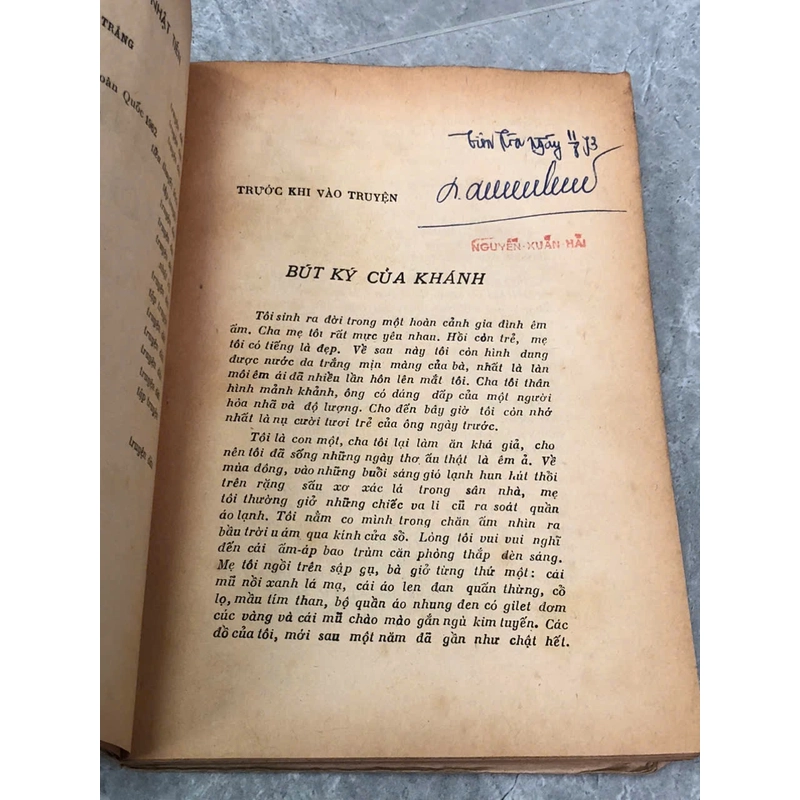 NHẬT TIẾN
TRẮNG
Quốc 1962
Biên Hòa ngày 11/8/73
TRƯỚC KHI VÀO TRUYỆN
NGUYỄN-XUÂN-HẢI
BÚT KÝ CỦA KHÁNH
Tôi sinh ra đời trong một hoàn cảnh gia đình êm
ấm. Cha mẹ tôi rất mực yêu nhau. Hồi còn trẻ, mẹ
tôi có tiếng là đẹp. Về sau này tôi còn hình dung
được nước da trắng mịn màng của bà, nhất là làn
môi êm ái đã nhiều lần hôn lên mắt tôi. Cha tôi thân
hình mảnh khảnh, ông có dáng dấp của một người
hòa nhã và độ lượng. Cho đến bây giờ tôi còn nhớ
nhất là nụ cười tươi trẻ của ông ngày trước.
Tôi là con một, cha tôi lại làm ăn khá giả, cho
nên tôi đã sống những ngày thơ ấu thật là êm ả. Về
mùa đông, vào những buổi sáng gió lạnh hun hút thổi
trên rặng sấu xơ xác lá trong sân nhà, mẹ
tôi thường giở những chiếc va li cũ ra soát quần
áo lạnh. Tôi nằm co mình trong chăn ấm nhìn ra
bầu trời u ám qua kính cửa sổ. Lòng tôi vui vui nghĩ
đến cái ấm-áp bao trùm căn phòng thắp đèn sáng.
Mẹ tôi ngồi trên sập gụ, bà giở từng thứ một : cái
mũ nồi xanh lá mạ, cái áo len đan quấn thừng, cổ
lọ, mầu tím than, bộ quần áo nhung đen có gilet đơm
cúc vàng và cái mũ chào mào gắn ngù kim tuyến. Các
đồ của tôi, mới sau một năm đã gần như chật hết.